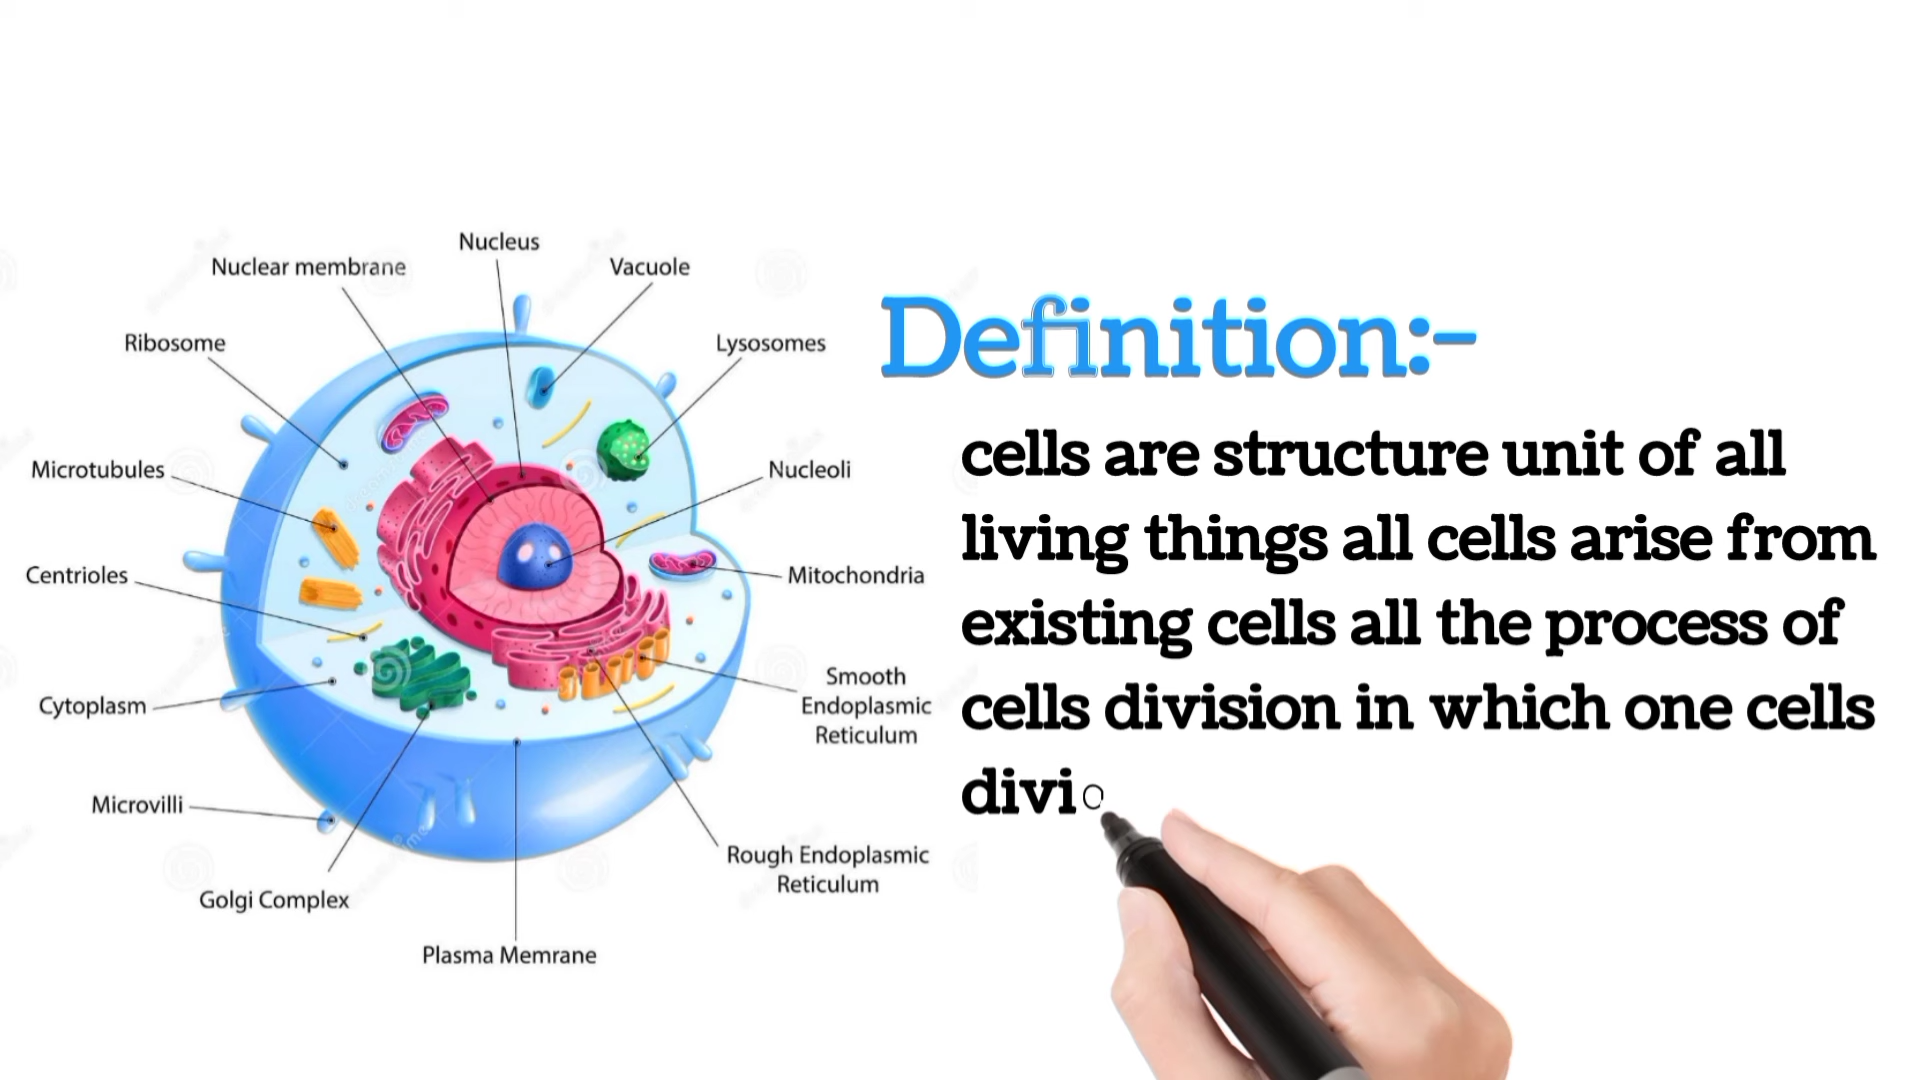 Nucleus
Nuclear membrane
Vacuole
Ribosome
Lysosomes
Microtubules
Nucleoli
Centrioles
Mitochondria
Cytoplasm
Smooth
Endoplasmic
Reticulum
Microvilli
Rough Endoplasmic
Reticulum
Golgi Complex
Plasma Memrane
Definition:-
cells are structure unit of all
living things all cells arise from
existing cells all the process of
cells division in which one cells
divi